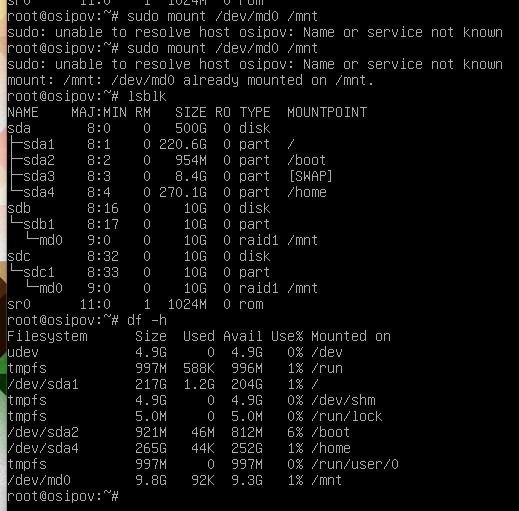 sr0     11:0    1  1024M  0 rom
root@osipov:~# sudo mount /dev/md0 /mnt
sudo: unable to resolve host osipov: Name or service not known
root@osipov:~# sudo mount /dev/md0 /mnt
sudo: unable to resolve host osipov: Name or service not known
mount: /mnt: /dev/md0 already mounted on /mnt.
root@osipov:~# lsblk
NAME    MAJ:MIN RM   SIZE RO TYPE  MOUNTPOINT
sda       8:0    0   500G  0 disk
├─sda1    8:1    0 220.6G  0 part  /
├─sda2    8:2    0   954M  0 part  /boot
├─sda3    8:3    0   8.4G  0 part  [SWAP]
└─sda4    8:4    0 270.1G  0 part  /home
sdb       8:16   0    10G  0 disk
└─sdb1    8:17   0    10G  0 part
  └─md0   9:0    0    10G  0 raid1 /mnt
sdc       8:32   0    10G  0 disk
└─sdc1    8:33   0    10G  0 part
  └─md0   9:0    0    10G  0 raid1 /mnt
sr0      11:0    1  1024M  0 rom
root@osipov:~# df -h
Filesystem      Size  Used Avail Use% Mounted on
udev            4.9G     0  4.9G   0% /dev
tmpfs           997M  588K  996M   1% /run
/dev/sda1       217G  1.2G  204G   1% /
tmpfs           4.9G     0  4.9G   0% /dev/shm
tmpfs           5.0M     0  5.0M   0% /run/lock
/dev/sda2       921M   46M  812M   6% /boot
/dev/sda4       265G   44K  252G   1% /home
tmpfs           997M     0  997M   0% /run/user/0
/dev/md0        9.8G   92K  9.3G   1% /mnt
root@osipov:~#